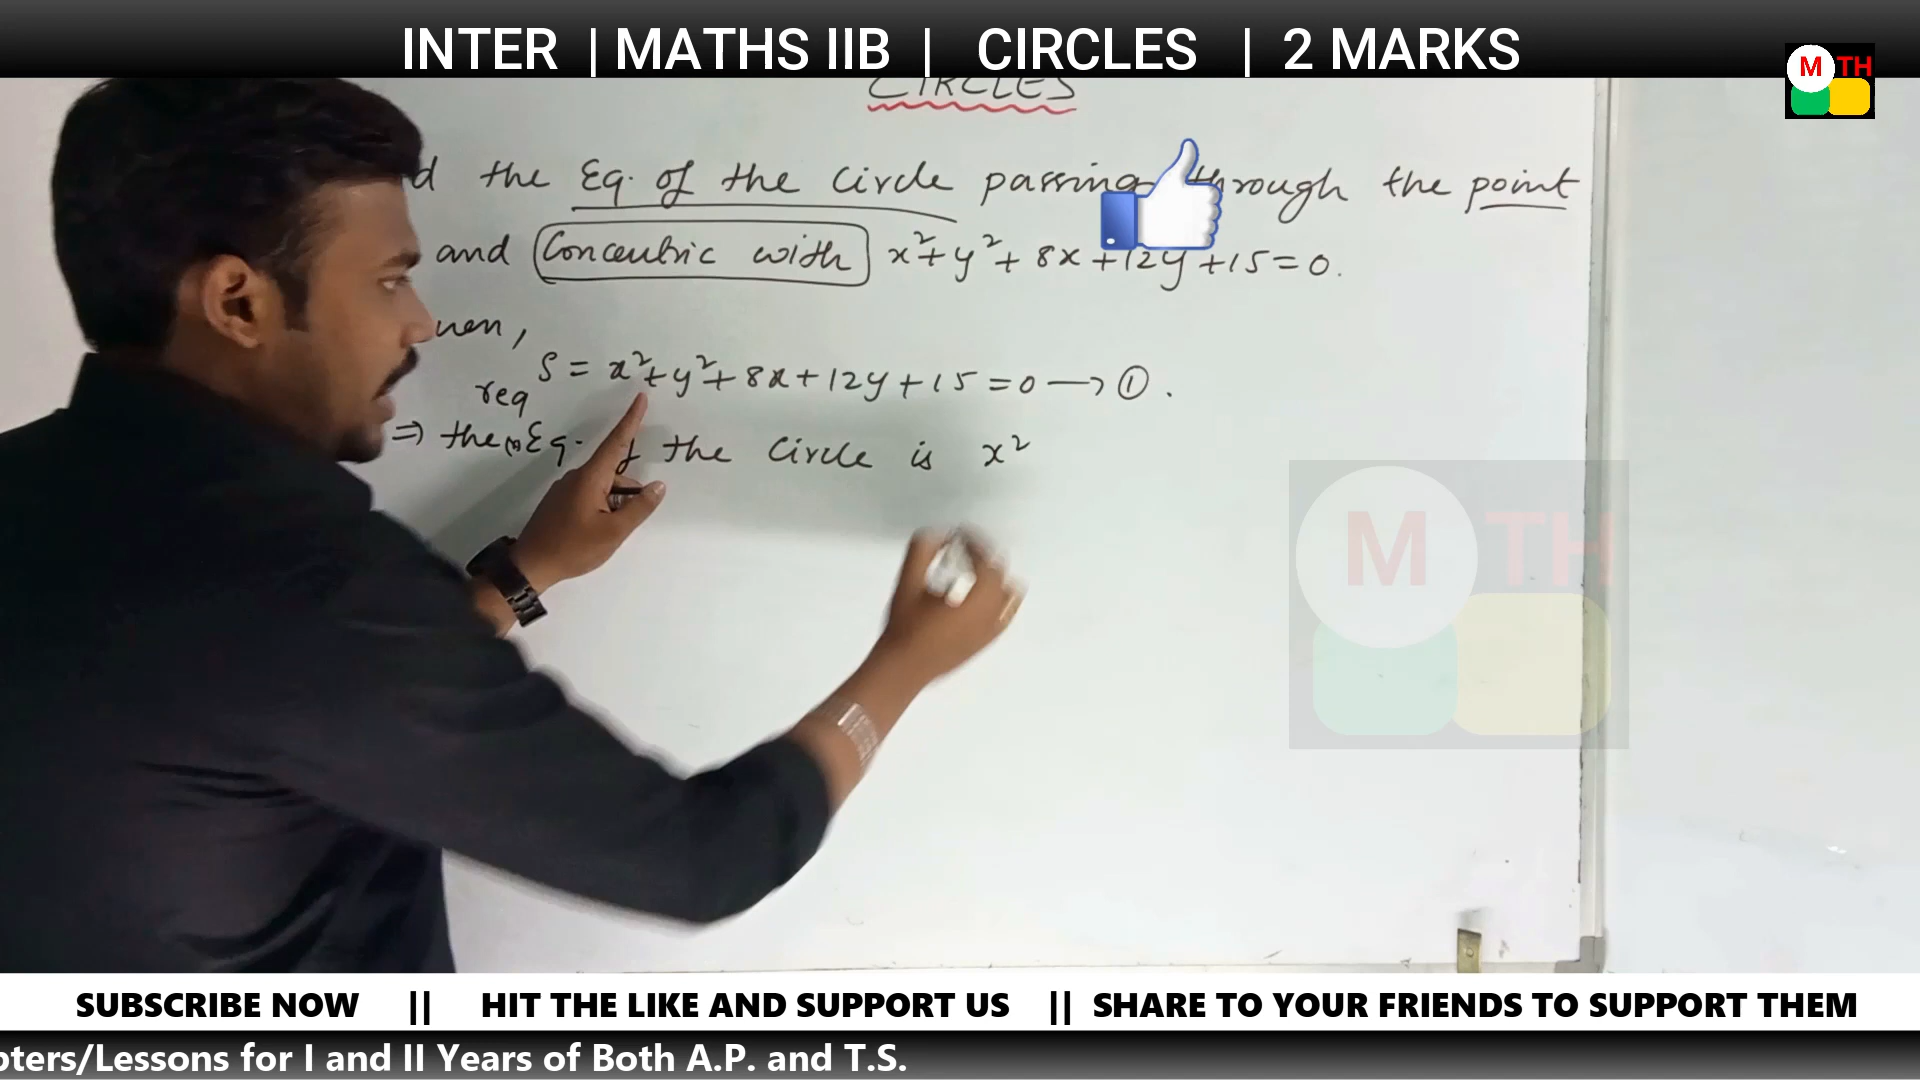 INTER | MATHS IIB | CIRCLES | 2 MARKS
M TH
CIRCLES
d the Eq. of the circle passing through the point
and Concentric with x²+y²+8x+12y+15=0.
uen,
S = x²+y²+8x+12y+15=0 → ①.
req
⇒ the (n) Eq. f the Circle is x²
M TH
SUBSCRIBE NOW || HIT THE LIKE AND SUPPORT US || SHARE TO YOUR FRIENDS TO SUPPORT THEM
pters/Lessons for I and II Years of Both A.P. and T.S.